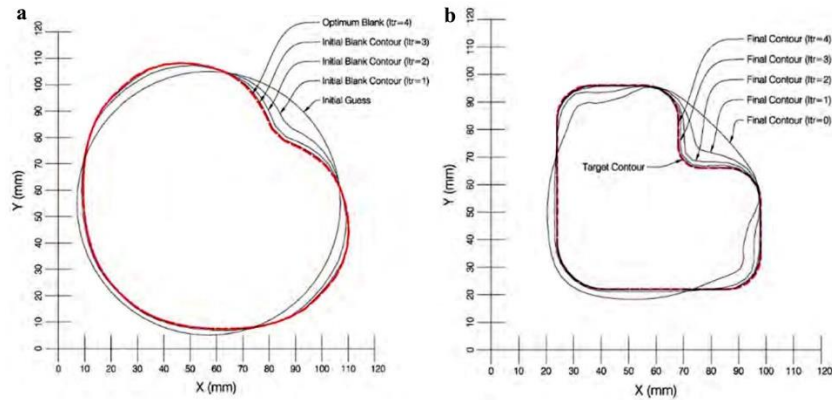 a
Optimum Blank (Itr=4)
Initial Blank Contour (Itr=3)
Initial Blank Contour (Itr=2)
Initial Blank Contour (Itr=1)
Initial Guess
120
110
100
90
80
70
60
50
40
30
20
10
0
Y (mm)
0 10 20 30 40 50 60 70 80 90 100 110 120
X (mm)
b
Final Contour (Itr=4)
Final Contour (Itr=3)
Final Contour (Itr=2)
Final Contour (Itr=1)
Final Contour (Itr=0)
Target Contour
120
110
100
90
80
70
60
50
40
30
20
10
0
Y (mm)
0 10 20 30 40 50 60 70 80 90 100 110 120
X (mm)